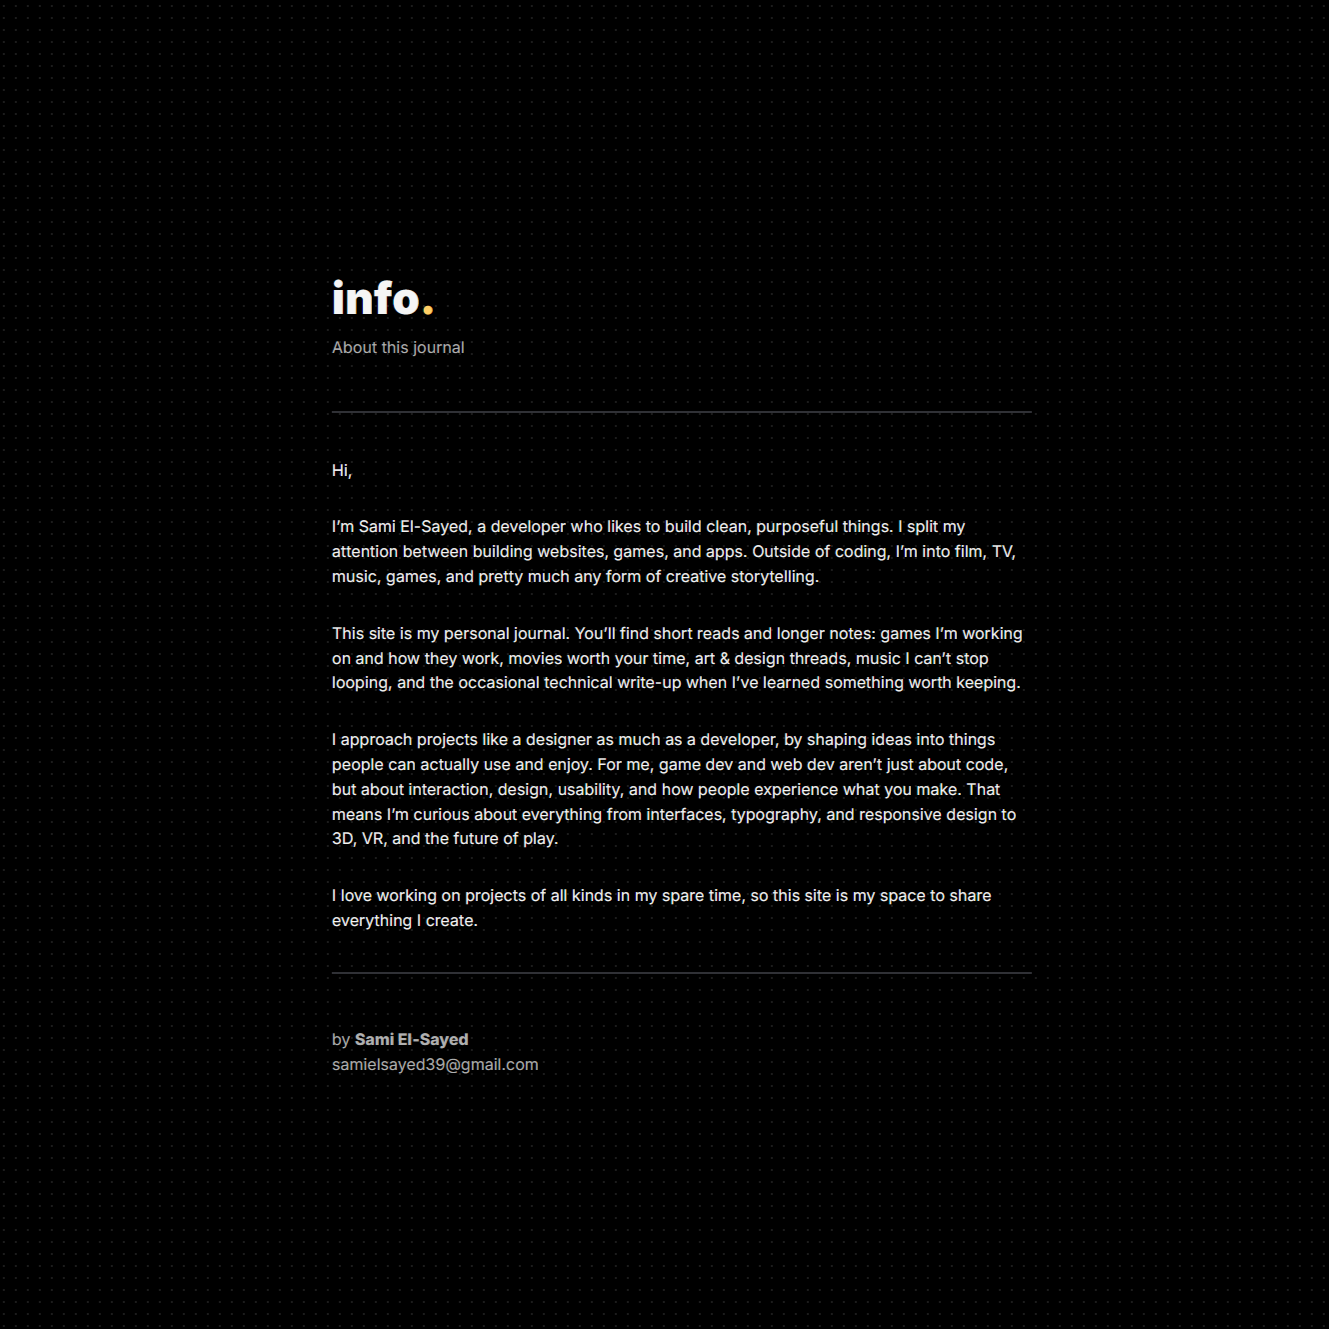 info.
About this journal
Hi,
I’m Sami El-Sayed, a developer who likes to build clean, purposeful things. I split my
attention between building websites, games, and apps. Outside of coding, I’m into film, TV,
music, games, and pretty much any form of creative storytelling.
This site is my personal journal. You’ll find short reads and longer notes: games I’m working
on and how they work, movies worth your time, art & design threads, music I can’t stop
looping, and the occasional technical write-up when I’ve learned something worth keeping.
I approach projects like a designer as much as a developer, by shaping ideas into things
people can actually use and enjoy. For me, game dev and web dev aren’t just about code,
but about interaction, design, usability, and how people experience what you make. That
means I’m curious about everything from interfaces, typography, and responsive design to
3D, VR, and the future of play.
I love working on projects of all kinds in my spare time, so this site is my space to share
everything I create.
by Sami El-Sayed
samielsayed39@gmail.com